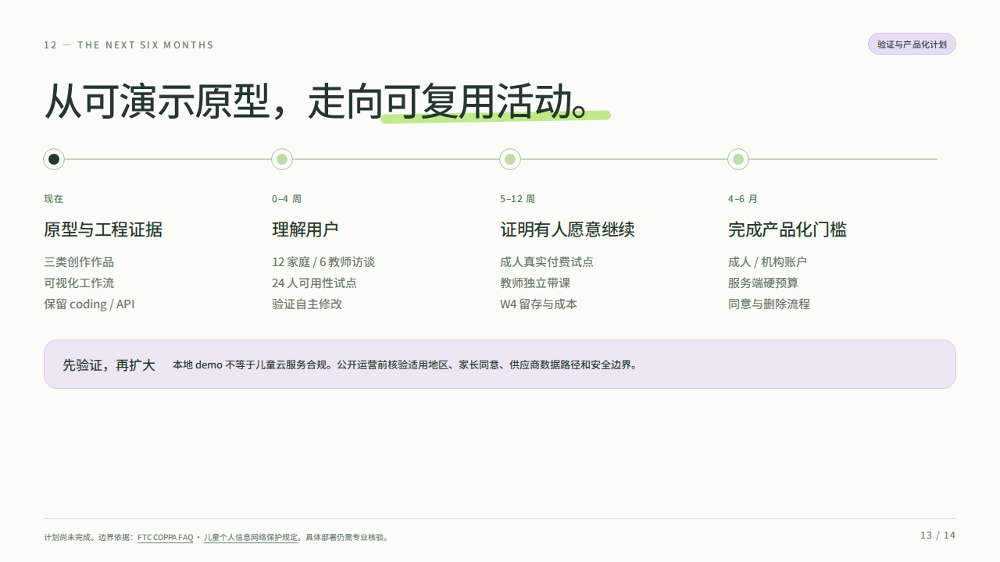 12 — THE NEXT SIX MONTHS
验证与产品化计划
从可演示原型，走向可复用活动。
现在
原型与工程证据
三类创作作品
可视化工作流
保留 coding / API
0–4 周
理解用户
12 家庭 / 6 教师访谈
24 人可用性试点
验证自主修改
5–12 周
证明有人愿意继续
成人真实付费试点
教师独立带课
W4 留存与成本
4–6 月
完成产品化门槛
成人 / 机构账户
服务端硬预算
同意与删除流程
先验证，再扩大 本地 demo 不等于儿童云服务合规。公开运营前核验适用地区、家长同意、供应商数据路径和安全边界。
计划尚未完成。边界依据：FTC COPPA FAQ · 儿童个人信息网络保护规定。具体部署仍需专业核验。
13 / 14